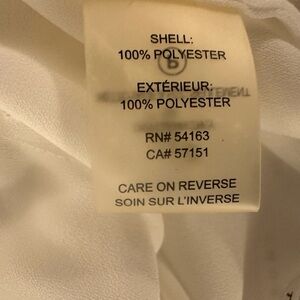 SHELL:
100% POLYESTER
EXTÉRIEUR:
100% POLYESTER
RN# 54163
CA# 57151
CARE ON REVERSE
SOIN SUR L'INVERSE